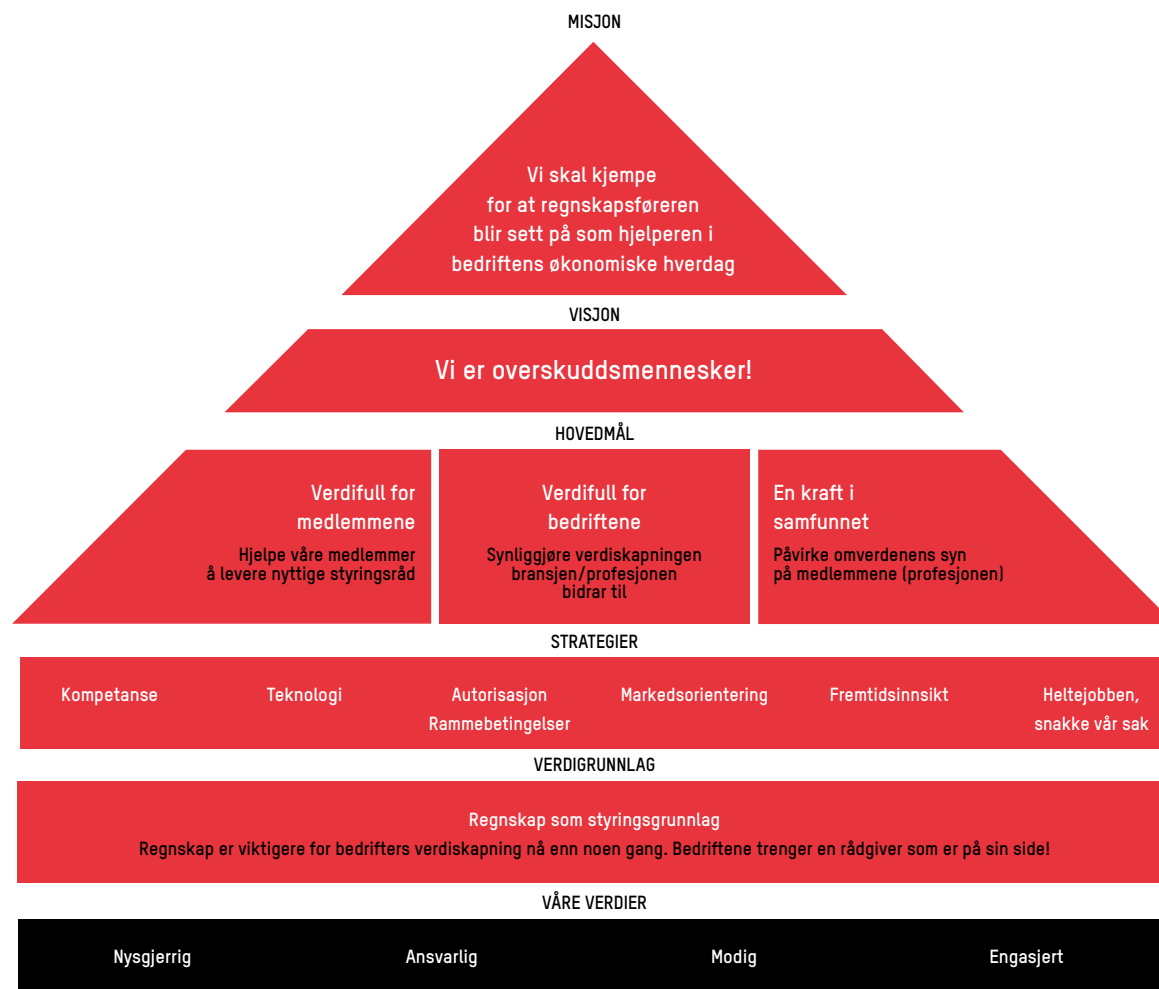 MISJON
Vi skal kjempe
for at regnskapsføreren
blir sett på som hjelperen i
bedriftens økonomiske hverdag
VISJON
Vi er overskuddsmennesker!
HOVEDMÅL
Verdifull for
medlemmene
Hjelpe våre medlemmer
å levere nyttige styringsråd
Verdifull for
bedriftene
Synliggjøre verdiskapningen
bransjen/profesjonen
bidrar til
En kraft i
samfunnet
Påvirke omverdenens syn
på medlemmene (profesjonen)
STRATEGIER
Kompetanse
Teknologi
Autorisasjon
Rammebetingelser
Markedsorientering
Fremtidsinnsikt
Heltejobben,
snakke vår sak
VERDIGRUNNLAG
Regnskap som styringsgrunnlag
Regnskap er viktigere for bedrifters verdiskapning nå enn noen gang. Bedriftene trenger en rådgiver som er på sin side!
VÅRE VERDIER
Nysgjerrig
Ansvarlig
Modig
Engasjert